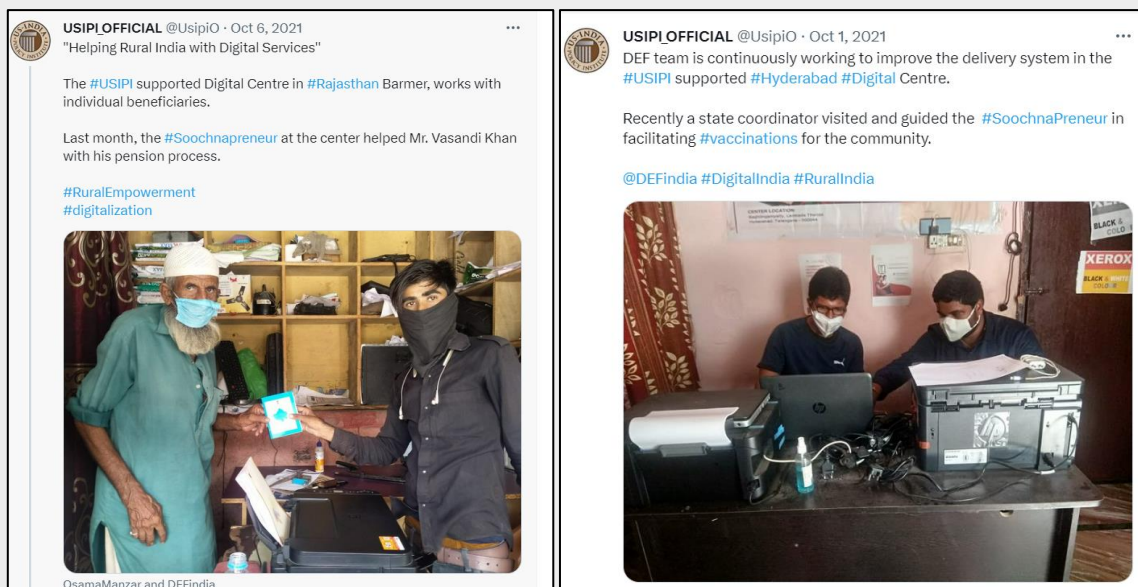 USIPI_OFFICIAL @UsipiO · Oct 6, 2021
"Helping Rural India with Digital Services"
The #USIPI supported Digital Centre in #Rajasthan Barmer, works with
individual beneficiaries.
Last month, the #Soochnapreneur at the center helped Mr. Vasandi Khan
with his pension process.
#RuralEmpowerment
#digitalization
OsamaManzar and DEFindia
USIPI_OFFICIAL @UsipiO · Oct 1, 2021
DEF team is continuously working to improve the delivery system in the
#USIPI supported #Hyderabad #Digital Centre.
Recently a state coordinator visited and guided the #SoochnaPreneur in
facilitating #vaccinations for the community.
@DEFindia #DigitalIndia #RuralIndia
CENTER LOCATION
BLACK &
XEROX
BLACK & WHITE
hp